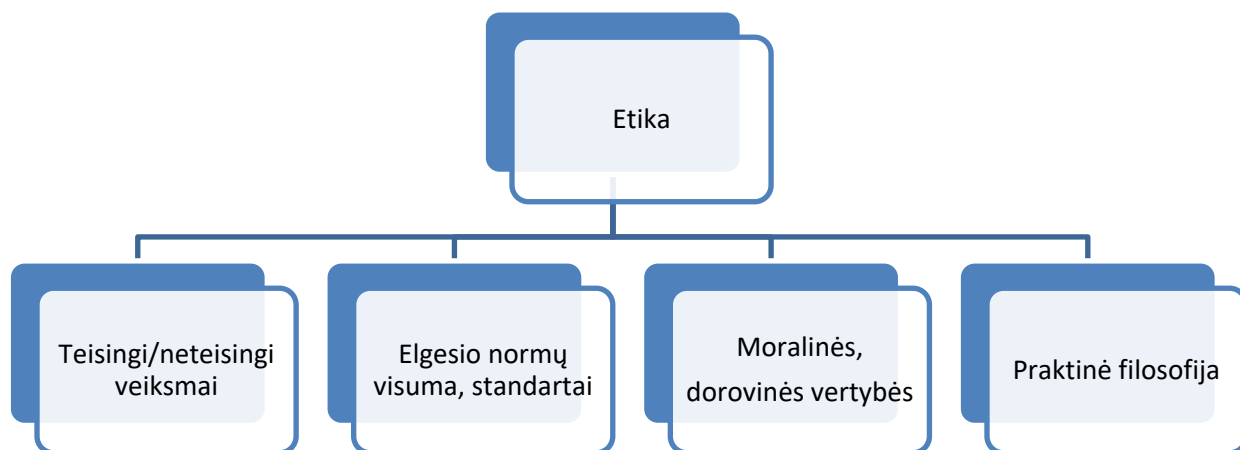 Etika
Teisingi/neteisingi
veiksmai
Elgesio normų
visuma, standartai
Moralinės,
dorovinės vertybės
Praktinė filosofija